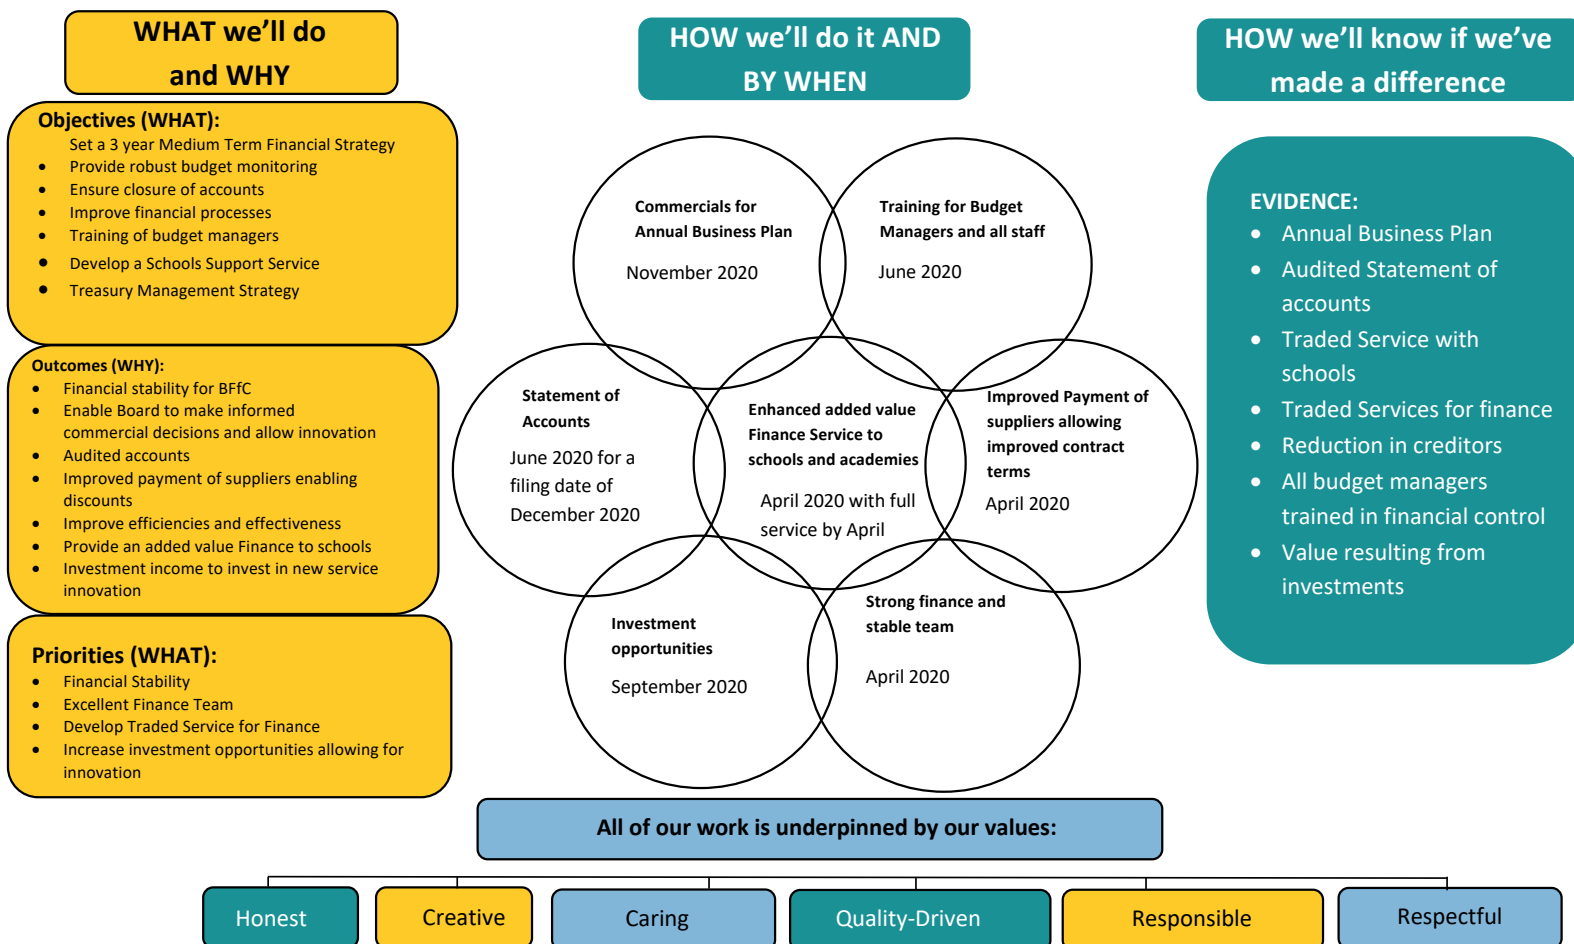 WHAT we'll do
and WHY
Objectives (WHAT):
Set a 3 year Medium Term Financial Strategy
• Provide robust budget monitoring
• Ensure closure of accounts
• Improve financial processes
• Training of budget managers
• Develop a Schools Support Service
• Treasury Management Strategy
Outcomes (WHY):
• Financial stability for BFfC
• Enable Board to make informed
commercial decisions and allow innovation
• Audited accounts
• Improved payment of suppliers enabling
discounts
• Improve efficiencies and effectiveness
• Provide an added value Finance to schools
• Investment income to invest in new service
innovation
Priorities (WHAT):
• Financial Stability
• Excellent Finance Team
• Develop Traded Service for Finance
• Increase investment opportunities allowing for
innovation
HOW we'll do it AND
BY WHEN
Commercials for
Annual Business Plan
November 2020
Training for Budget
Managers and all staff
June 2020
Statement of
Accounts
June 2020 for a
filing date of
December 2020
Enhanced added value
Finance Service to
schools and academies
April 2020 with full
service by April
Improved Payment of
suppliers allowing
improved contract
terms
April 2020
Investment
opportunities
September 2020
Strong finance and
stable team
April 2020
HOW we'll know if we've
made a difference
EVIDENCE:
• Annual Business Plan
• Audited Statement of
accounts
• Traded Service with
schools
• Traded Services for finance
• Reduction in creditors
• All budget managers
trained in financial control
• Value resulting from
investments
All of our work is underpinned by our values:
Honest
Creative
Caring
Quality-Driven
Responsible
Respectful